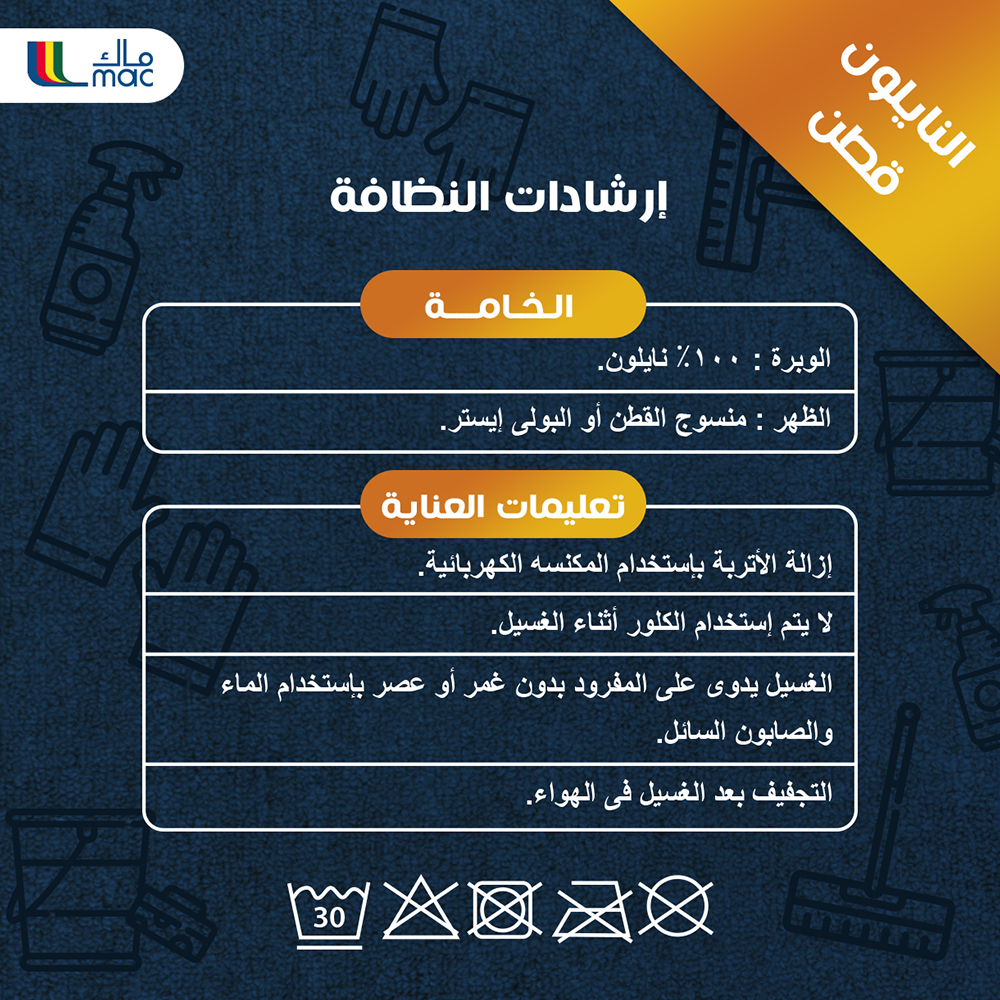 ماك
mac
النايلون
قطن
إرشادات النظافة
الخامـــة
الوبرة : ١٠٠٪ نايلون.
الظهر : منسوج القطن أو البولى إيستر.
تعليمات العناية
إزالة الأتربة بإستخدام المكنسه الكهربائية.
لا يتم إستخدام الكلور أثناء الغسيل.
الغسيل يدوى على المفرود بدون غمر أو عصر بإستخدام الماء
والصابون السائل.
التجفيف بعد الغسيل فى الهواء.
30